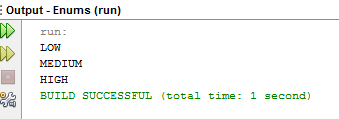 Output - Enums (run)
run:
LOW
MEDIUM
HIGH
BUILD SUCCESSFUL (total time: 1 second)